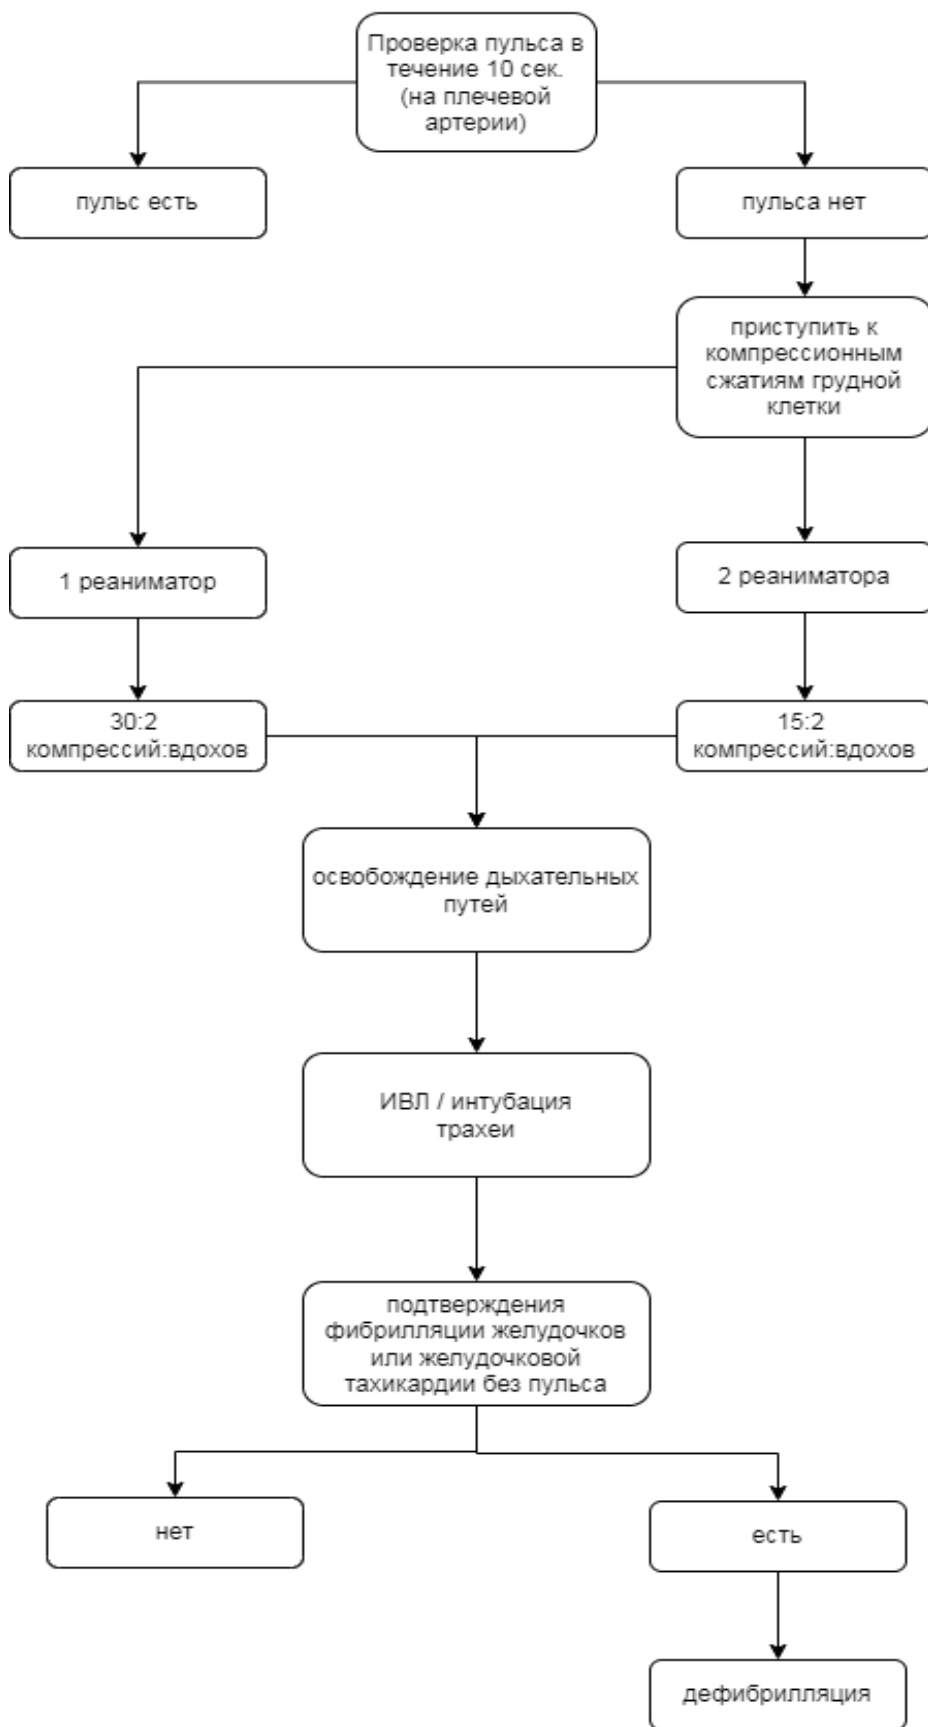 Проверка пульса в
течение 10 сек.
(на плечевой
артерии)
пульс есть
пульса нет
приступить к
компрессионным
сжатиям грудной
клетки
1 реаниматор
2 реаниматора
30:2
компрессий:вдохов
15:2
компрессий:вдохов
освобождение дыхательных
путей
ИВЛ / интубация
трахеи
подтверждения
фибрилляции желудочков
или желудочковой
тахикардии без пульса
нет
есть
дефибрилляция